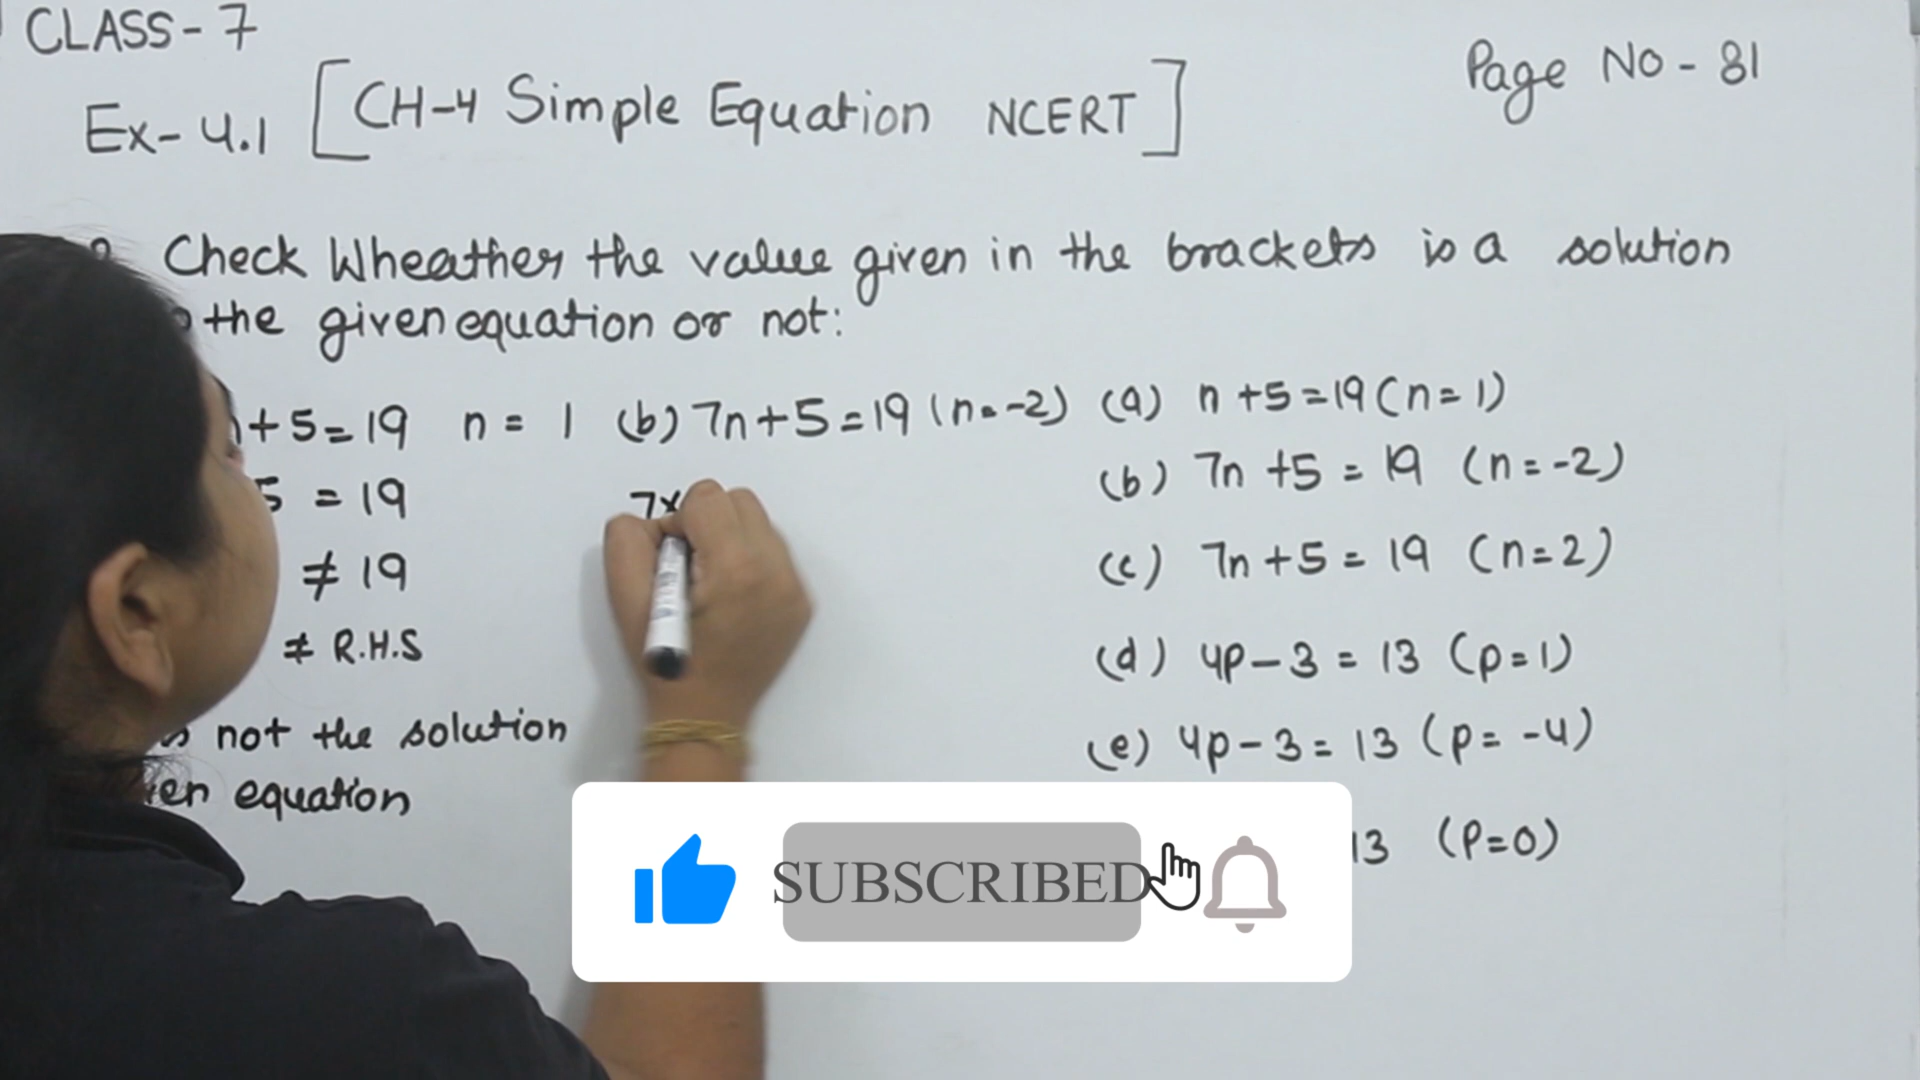 CLASS-7
Page No - 81
Ex-4.1 [CH-4 Simple Equation NCERT]
Check Wheather the value given in the brackets is a solution
the given equation or not:
+5=19 n = 1 (b) 7n+5=19 (n=-2) (a) n+5=19 (n=1)
(b) 7n+5=19 (n=-2)
5 = 19
7x
≠ 19
(c) 7n+5=19 (n=2)
≠ R.H.S
(d) 4p-3=13 (p=1)
not the solution
(e) 4p-3=13 (p=-4)
equation
13 (p=0)
SUBSCRIBED